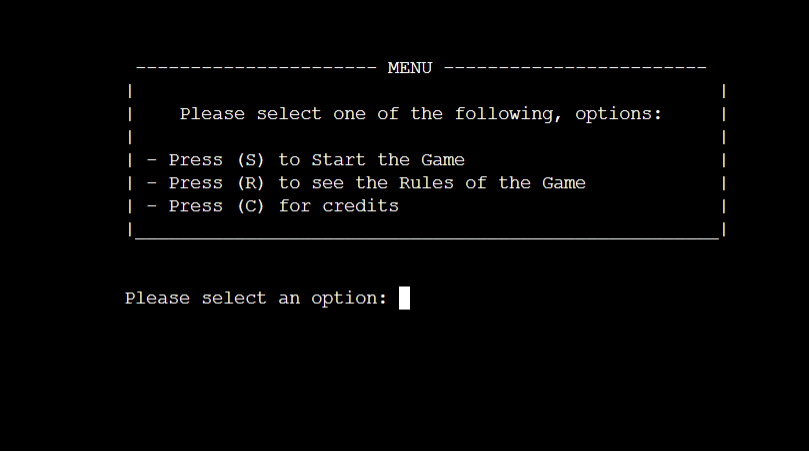 ---------------------- MENU ------------------------
|                                                      |
|    Please select one of the following, options:     |
|                                                      |
| - Press (S) to Start the Game                       |
| - Press (R) to see the Rules of the Game            |
| - Press (C) for credits                             |
|_____________________________________________________|
Please select an option: